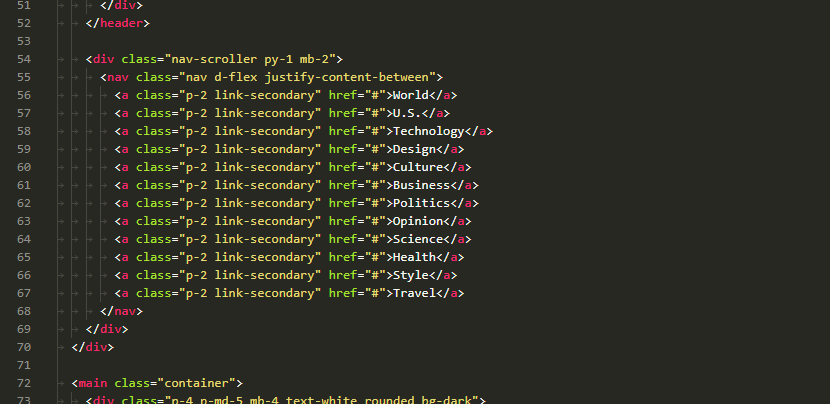 51 </div>
52 </header>
53
54 <div class="nav-scroller py-1 mb-2">
55 <nav class="nav d-flex justify-content-between">
56 <a class="p-2 link-secondary" href="#">World</a>
57 <a class="p-2 link-secondary" href="#">U.S.</a>
58 <a class="p-2 link-secondary" href="#">Technology</a>
59 <a class="p-2 link-secondary" href="#">Design</a>
60 <a class="p-2 link-secondary" href="#">Culture</a>
61 <a class="p-2 link-secondary" href="#">Business</a>
62 <a class="p-2 link-secondary" href="#">Politics</a>
63 <a class="p-2 link-secondary" href="#">Opinion</a>
64 <a class="p-2 link-secondary" href="#">Science</a>
65 <a class="p-2 link-secondary" href="#">Health</a>
66 <a class="p-2 link-secondary" href="#">Style</a>
67 <a class="p-2 link-secondary" href="#">Travel</a>
68 </nav>
69 </div>
70 </div>
71
72 <main class="container">
73 <div class="p-4 p-md-5 mb-4 text-white rounded bg-dark">